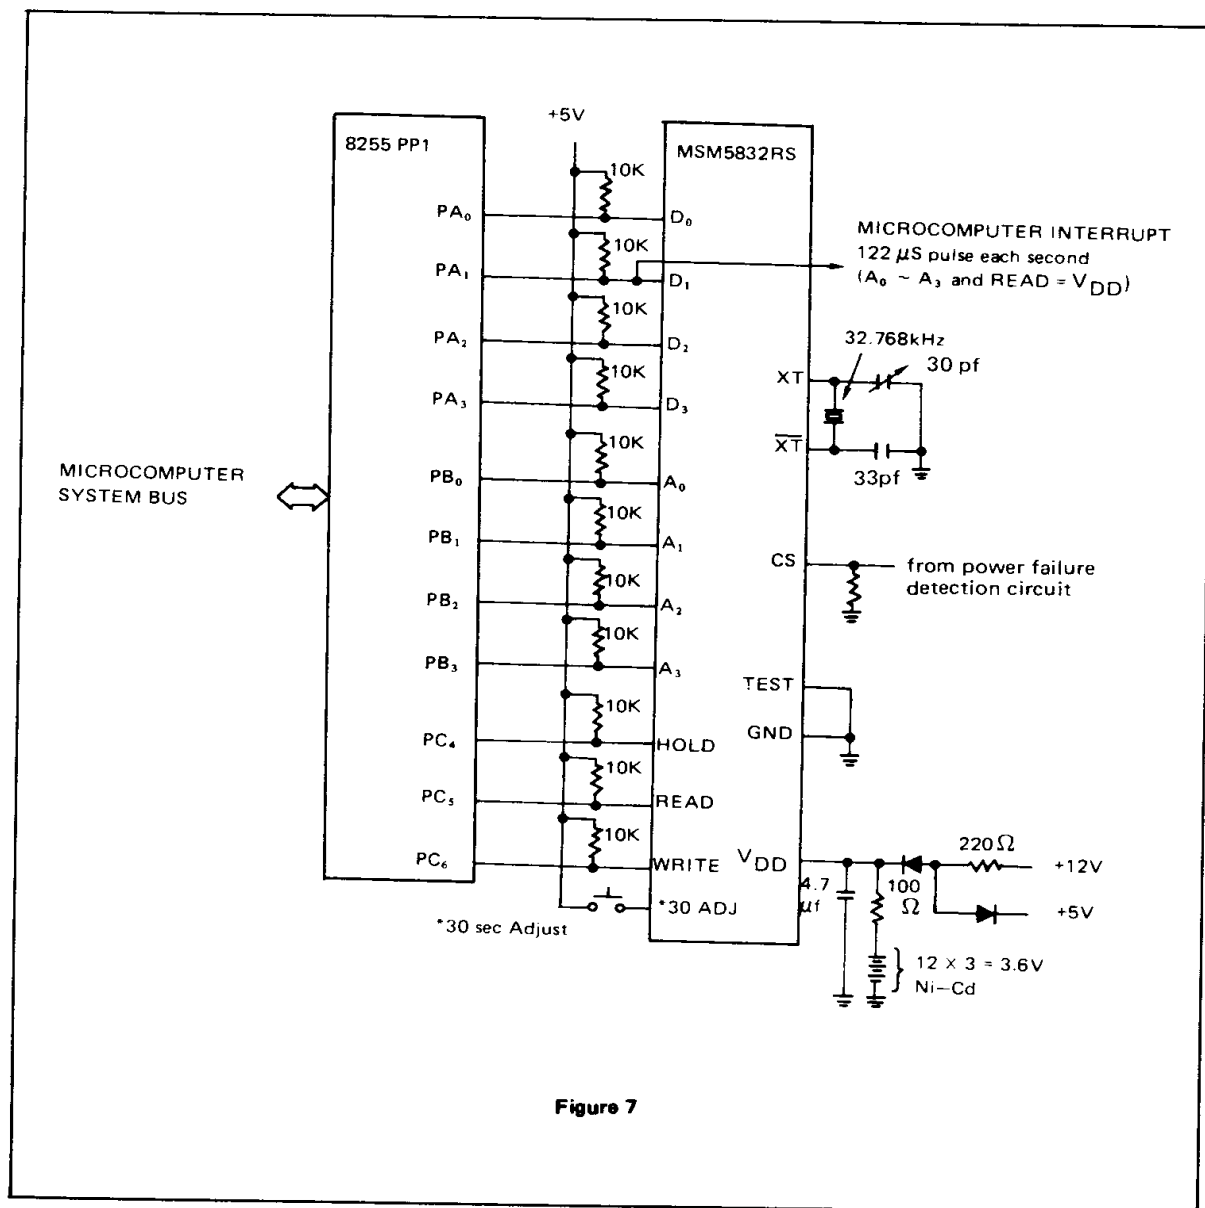 +5V
8255 PP1
MSM5832RS
10K
PA₀
D₀
10K
PA₁
D₁
MICROCOMPUTER INTERRUPT
122 μS pulse each second
(A₀ ~ A₃ and READ = V_DD)
10K
PA₂
D₂
32.768kHz
30 pf
10K
XT
PA₃
D₃
10K
X̅T̅
33pf
MICROCOMPUTER
SYSTEM BUS
PB₀
A₀
10K
PB₁
A₁
CS
from power failure
detection circuit
10K
PB₂
A₂
10K
PB₃
A₃
TEST
10K
GND
PC₄
HOLD
10K
PC₅
READ
10K
PC₆
WRITE
V_DD
220 Ω
+12V
4.7
μf
100
Ω
+5V
*30 ADJ
*30 sec Adjust
12 × 3 = 3.6V
Ni–Cd
Figure 7